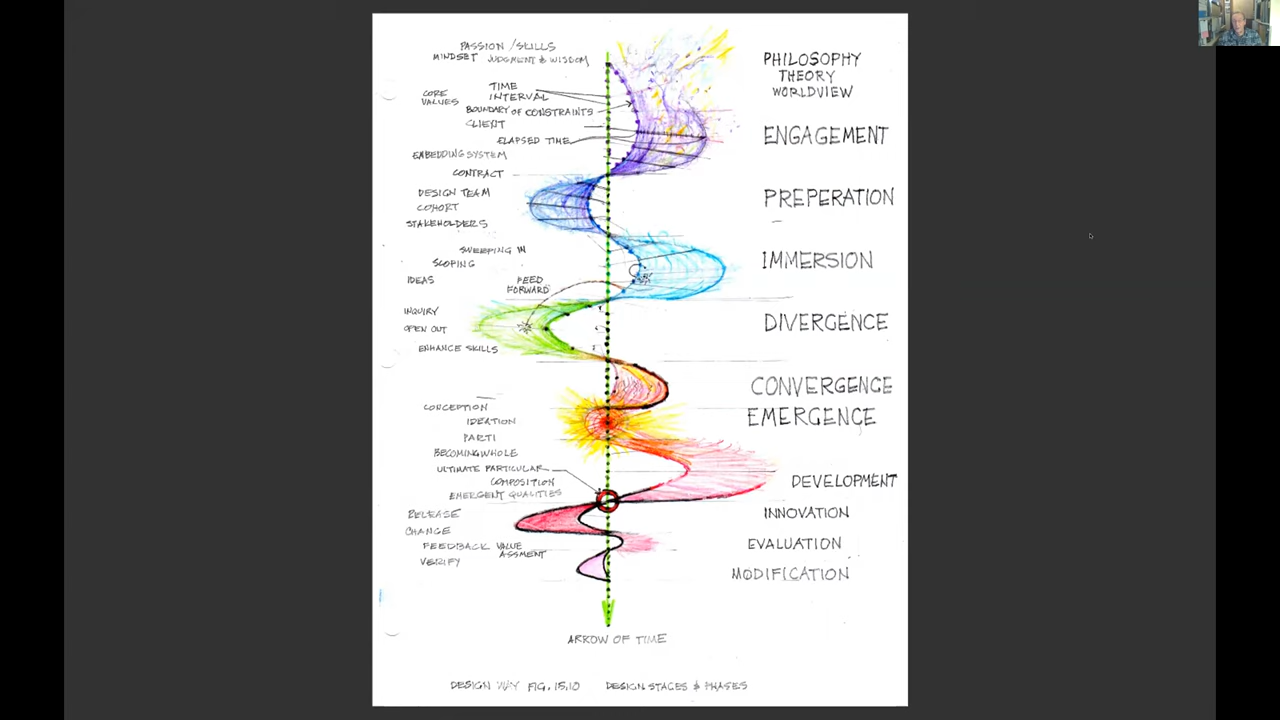 PASSION / SKILLS
MINDSET JUDGMENT & WISDOM
PHILOSOPHY
THEORY
WORLDVIEW
CORE
VALUES
TIME
INTERVAL
BOUNDARY OF CONSTRAINTS
CLIENT
ENGAGEMENT
ELAPSED TIME
EMBEDDING SYSTEM
CONTRACT
DESIGN TEAM
COHORT
STAKEHOLDERS
PREPERATION
SWEEPING IN
SLOPING
IDEAS
FEED
FORWARD
IMMERSION
INQUIRY
OPEN OUT
ENHANCE SKILLS
DIVERGENCE
CONVERGENCE
CONCEPTION
IDEATION
PARTI
EMERGENCE
BECOMING WHOLE
ULTIMATE PARTICULAR
COMPOSITION
EMERGENT QUALITIES
DEVELOPMENT
RELEASE
CHANGE
INNOVATION
FEEDBACK VALUE
ASSMENT
VERIFY
EVALUATION
MODIFICATION
ARROW OF TIME
DESIGN WAY FIG. 15.10 DESIGN STAGES & PHASES